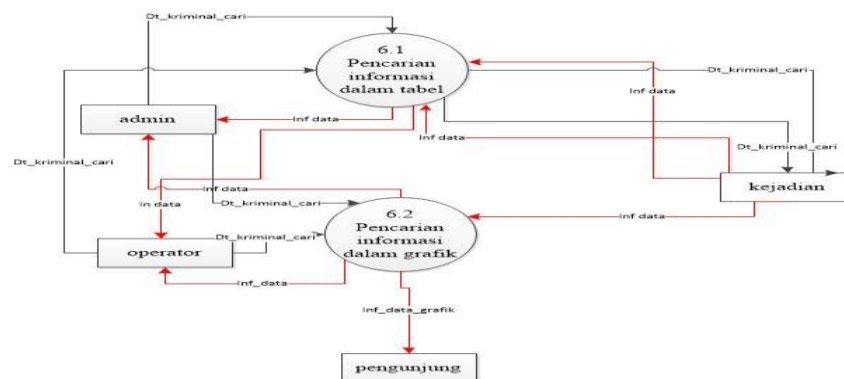 Dt_kriminal_cari
6.1
Pencarian
informasi
dalam tabel
Dt_kriminal_cari
Inf data
Inf data
admin
Inf data
Dt_kriminal_cari
Dt_kriminal_cari
Inf data
kejadian
In data
Dt_kriminal_cari
6.2
Pencarian
informasi
dalam grafik
Inf data
Dt_kriminal_cari
operator
Inf_data
Inf_data_grafik
pengunjung